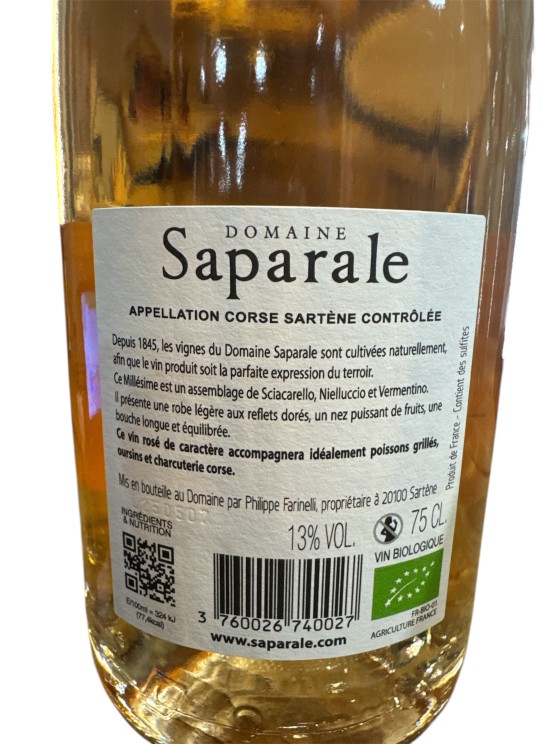 DOMAINE
Saparale
APPELLATION CORSE SARTÈNE CONTRÔLÉE
Depuis 1845, les vignes du Domaine Saparale sont cultivées naturellement,
afin que le vin produit soit la parfaite expression du terroir.
Ce Millésime est un assemblage de Sciacarello, Nielluccio et Vermentino.
Il présente une robe légère aux reflets dorés, un nez puissant de fruits, une
bouche longue et équilibrée.
Ce vin rosé de caractère accompagnera idéalement poissons grillés,
oursins et charcuterie corse.
Mis en bouteille au Domaine par Philippe Farinelli, propriétaire à 20100 Sartène
Produit de France - Contient des sulfites
INGRÉDIENTS
& NUTRITION
E/100ml = 324 kJ
(77,4kcal)
13% VOL.
75 CL.
VIN BIOLOGIQUE
FR-BIO-01
AGRICULTURE FRANCE
3 760026 740027
www.saparale.com